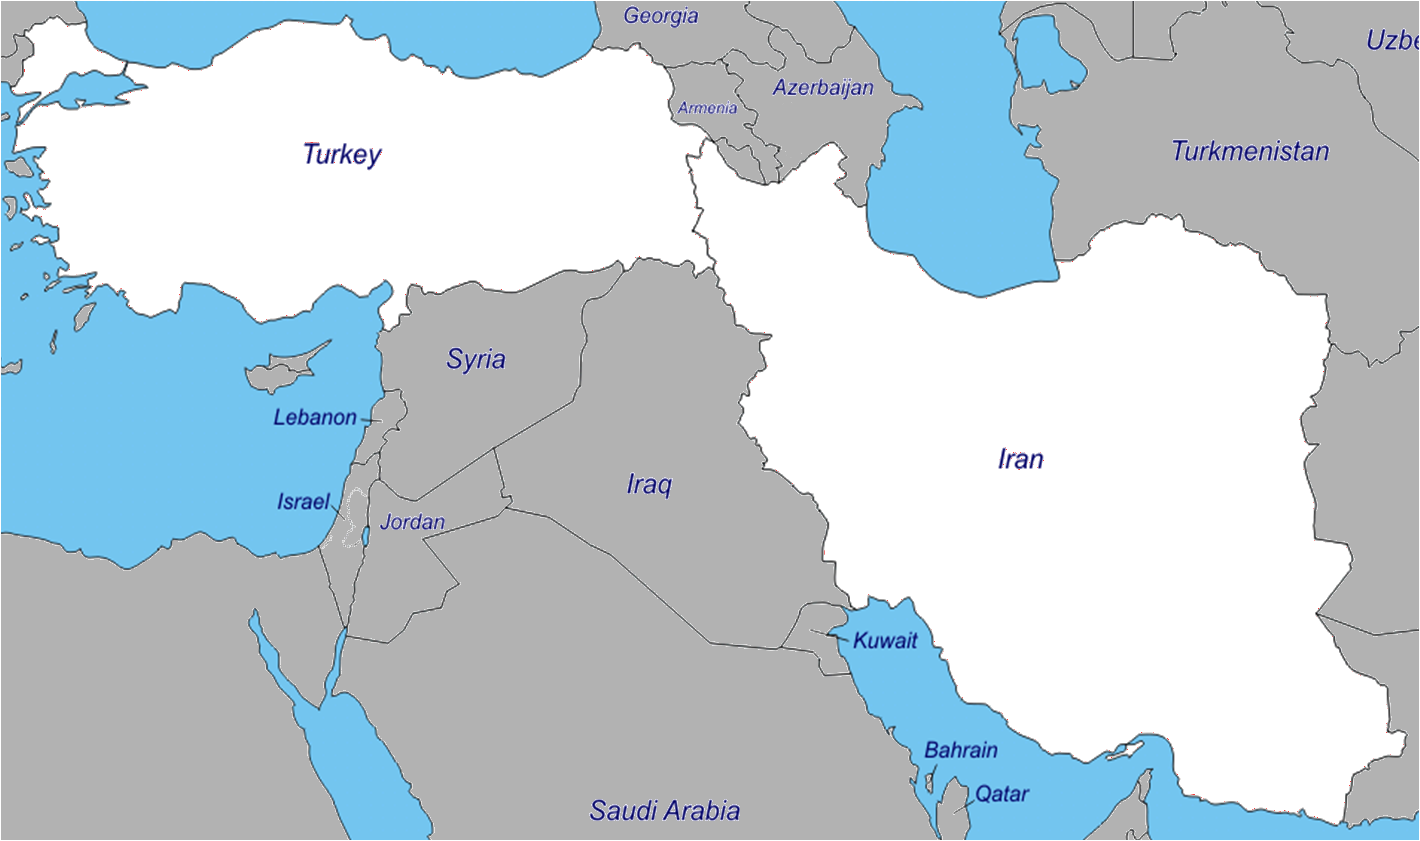 Georgia
Uzbe
Azerbaijan
Armenia
Turkey
Turkmenistan
Syria
Lebanon
Iran
Iraq
Israel
Jordan
Kuwait
Bahrain
Qatar
Saudi Arabia